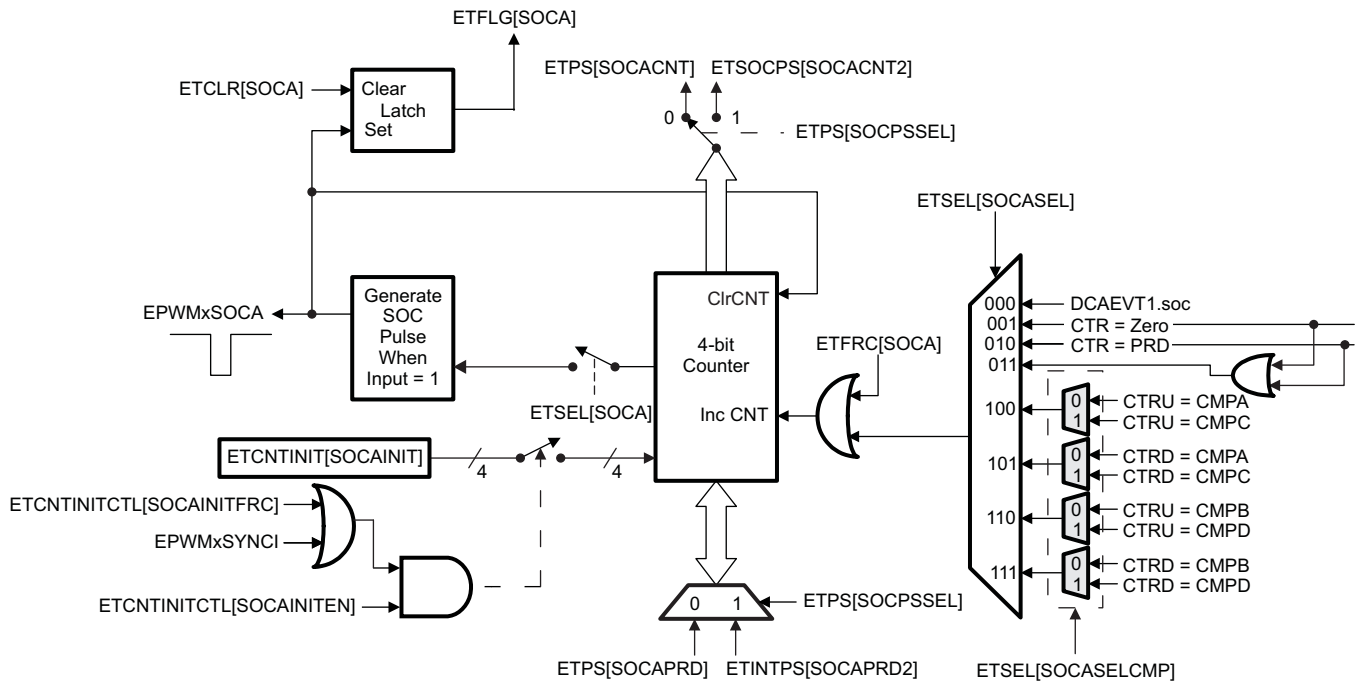 ETFLG[SOCA]
ETPS[SOCACNT]
ETSOCPS[SOCACNT2]
ETCLR[SOCA]
Clear
Latch
Set
0
1
ETPS[SOCPSSEL]
ETSEL[SOCASEL]
EPWMxSOCA
Generate
SOC
Pulse
When
Input = 1
ClrCNT
4-bit
Counter
Inc CNT
ETSEL[SOCA]
ETFRC[SOCA]
000
DCAEVT1.soc
001
CTR = Zero
010
CTR = PRD
011
100
0
CTRU = CMPA
1
CTRU = CMPC
101
0
CTRD = CMPA
1
CTRD = CMPC
110
0
CTRU = CMPB
1
CTRU = CMPD
111
0
CTRD = CMPB
1
CTRD = CMPD
ETCNTINIT[SOCAINIT]
4
4
ETCNTINITCTL[SOCAINITFRC]
EPWMxSYNCI
ETCNTINITCTL[SOCAINITEN]
0
1
ETPS[SOCPSSEL]
ETPS[SOCAPRD]
ETINTPS[SOCAPRD2]
ETSEL[SOCASELCMP]